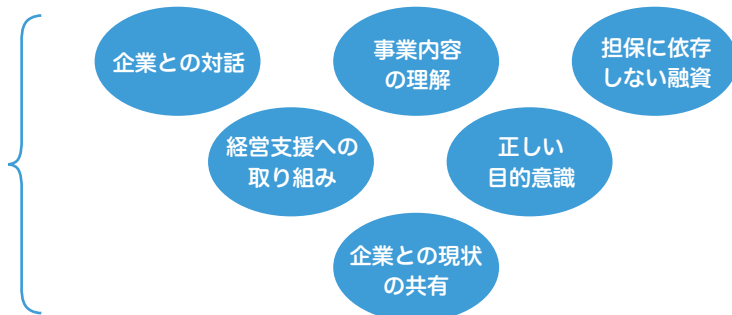 企業との対話
事業内容
の理解
担保に依存
しない融資
経営支援への
取り組み
正しい
目的意識
企業との現状
の共有